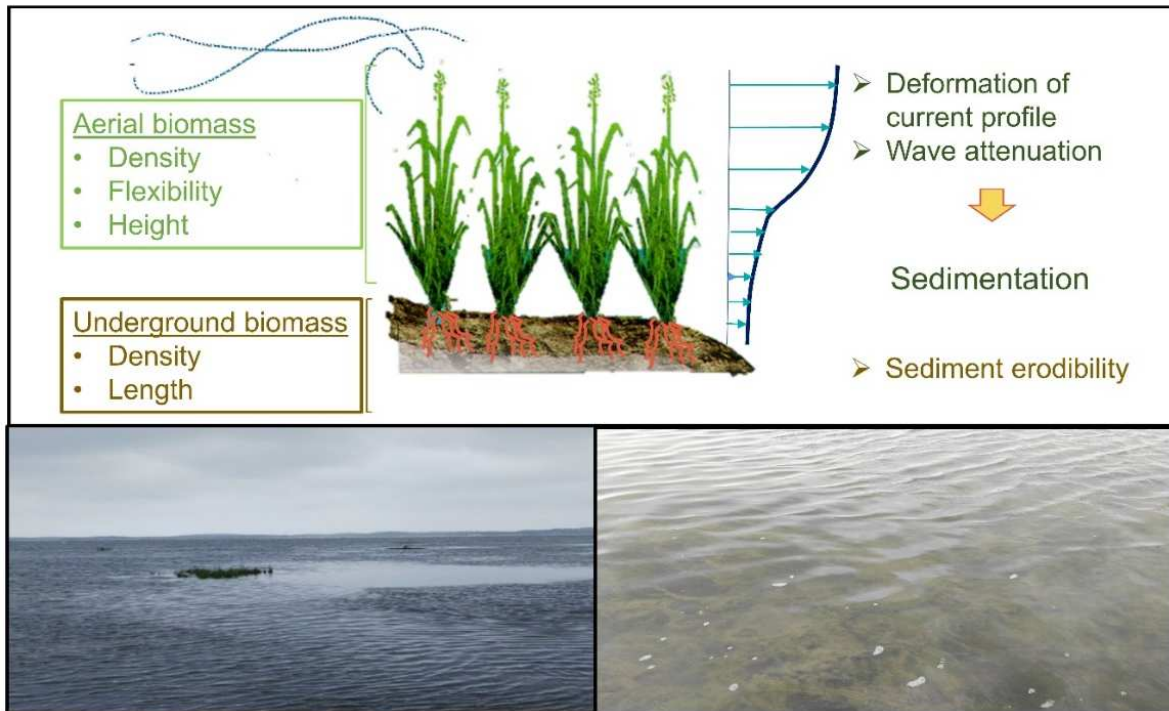 Aerial biomass
• Density
• Flexibility
• Height
Underground biomass
• Density
• Length
➢ Deformation of
current profile
➢ Wave attenuation
Sedimentation
➢ Sediment erodibility